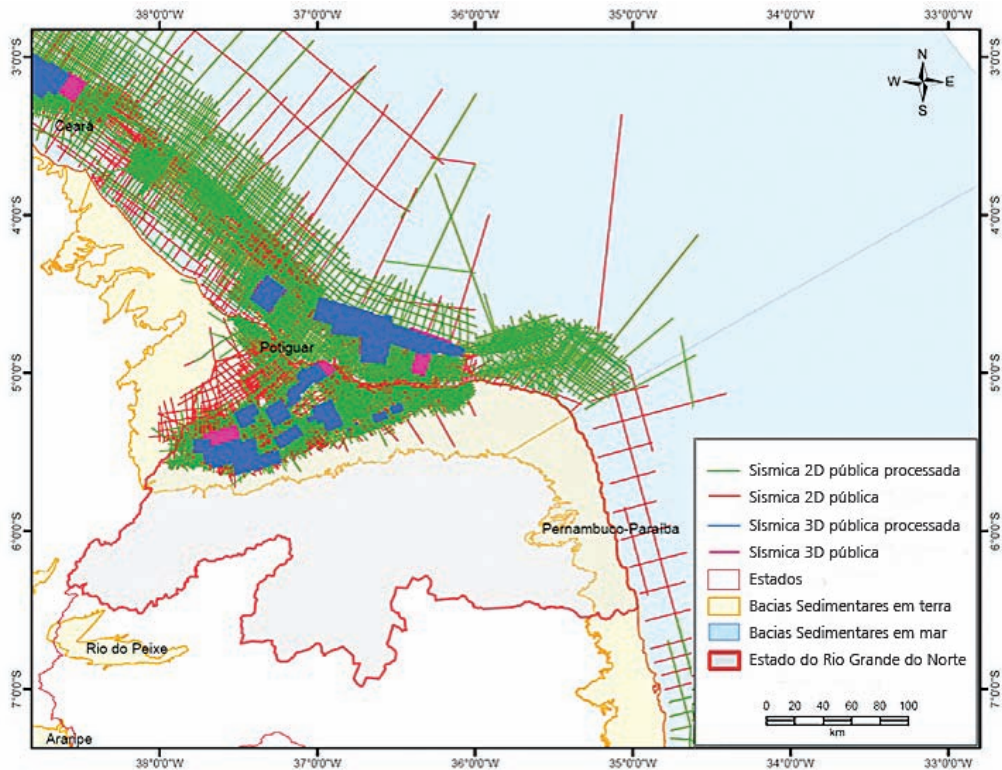 38°0'0"W 37°0'0"W 36°0'0"W 35°0'0"W 34°0'0"W 33°0'0"W
3°0'0"S 3°0'0"S
N
W E
S
Ceará
4°0'0"S 4°0'0"S
Potiguar
5°0'0"S 5°0'0"S
Sísmica 2D pública processada
Sismica 2D pública
Sísmica 3D pública processada
Sísmica 3D pública
Estados
Bacias Sedimentares em terra
Bacias Sedimentares em mar
Estado do Rio Grande do Norte
0 20 40 60 80 100
km
6°0'0"S Pernambuco-Paraíba 6°0'0"S
Rio do Peixe
7°0'0"S 7°0'0"S
Araripe
38°0'0"W 37°0'0"W 36°0'0"W 35°0'0"W 34°0'0"W 33°0'0"W